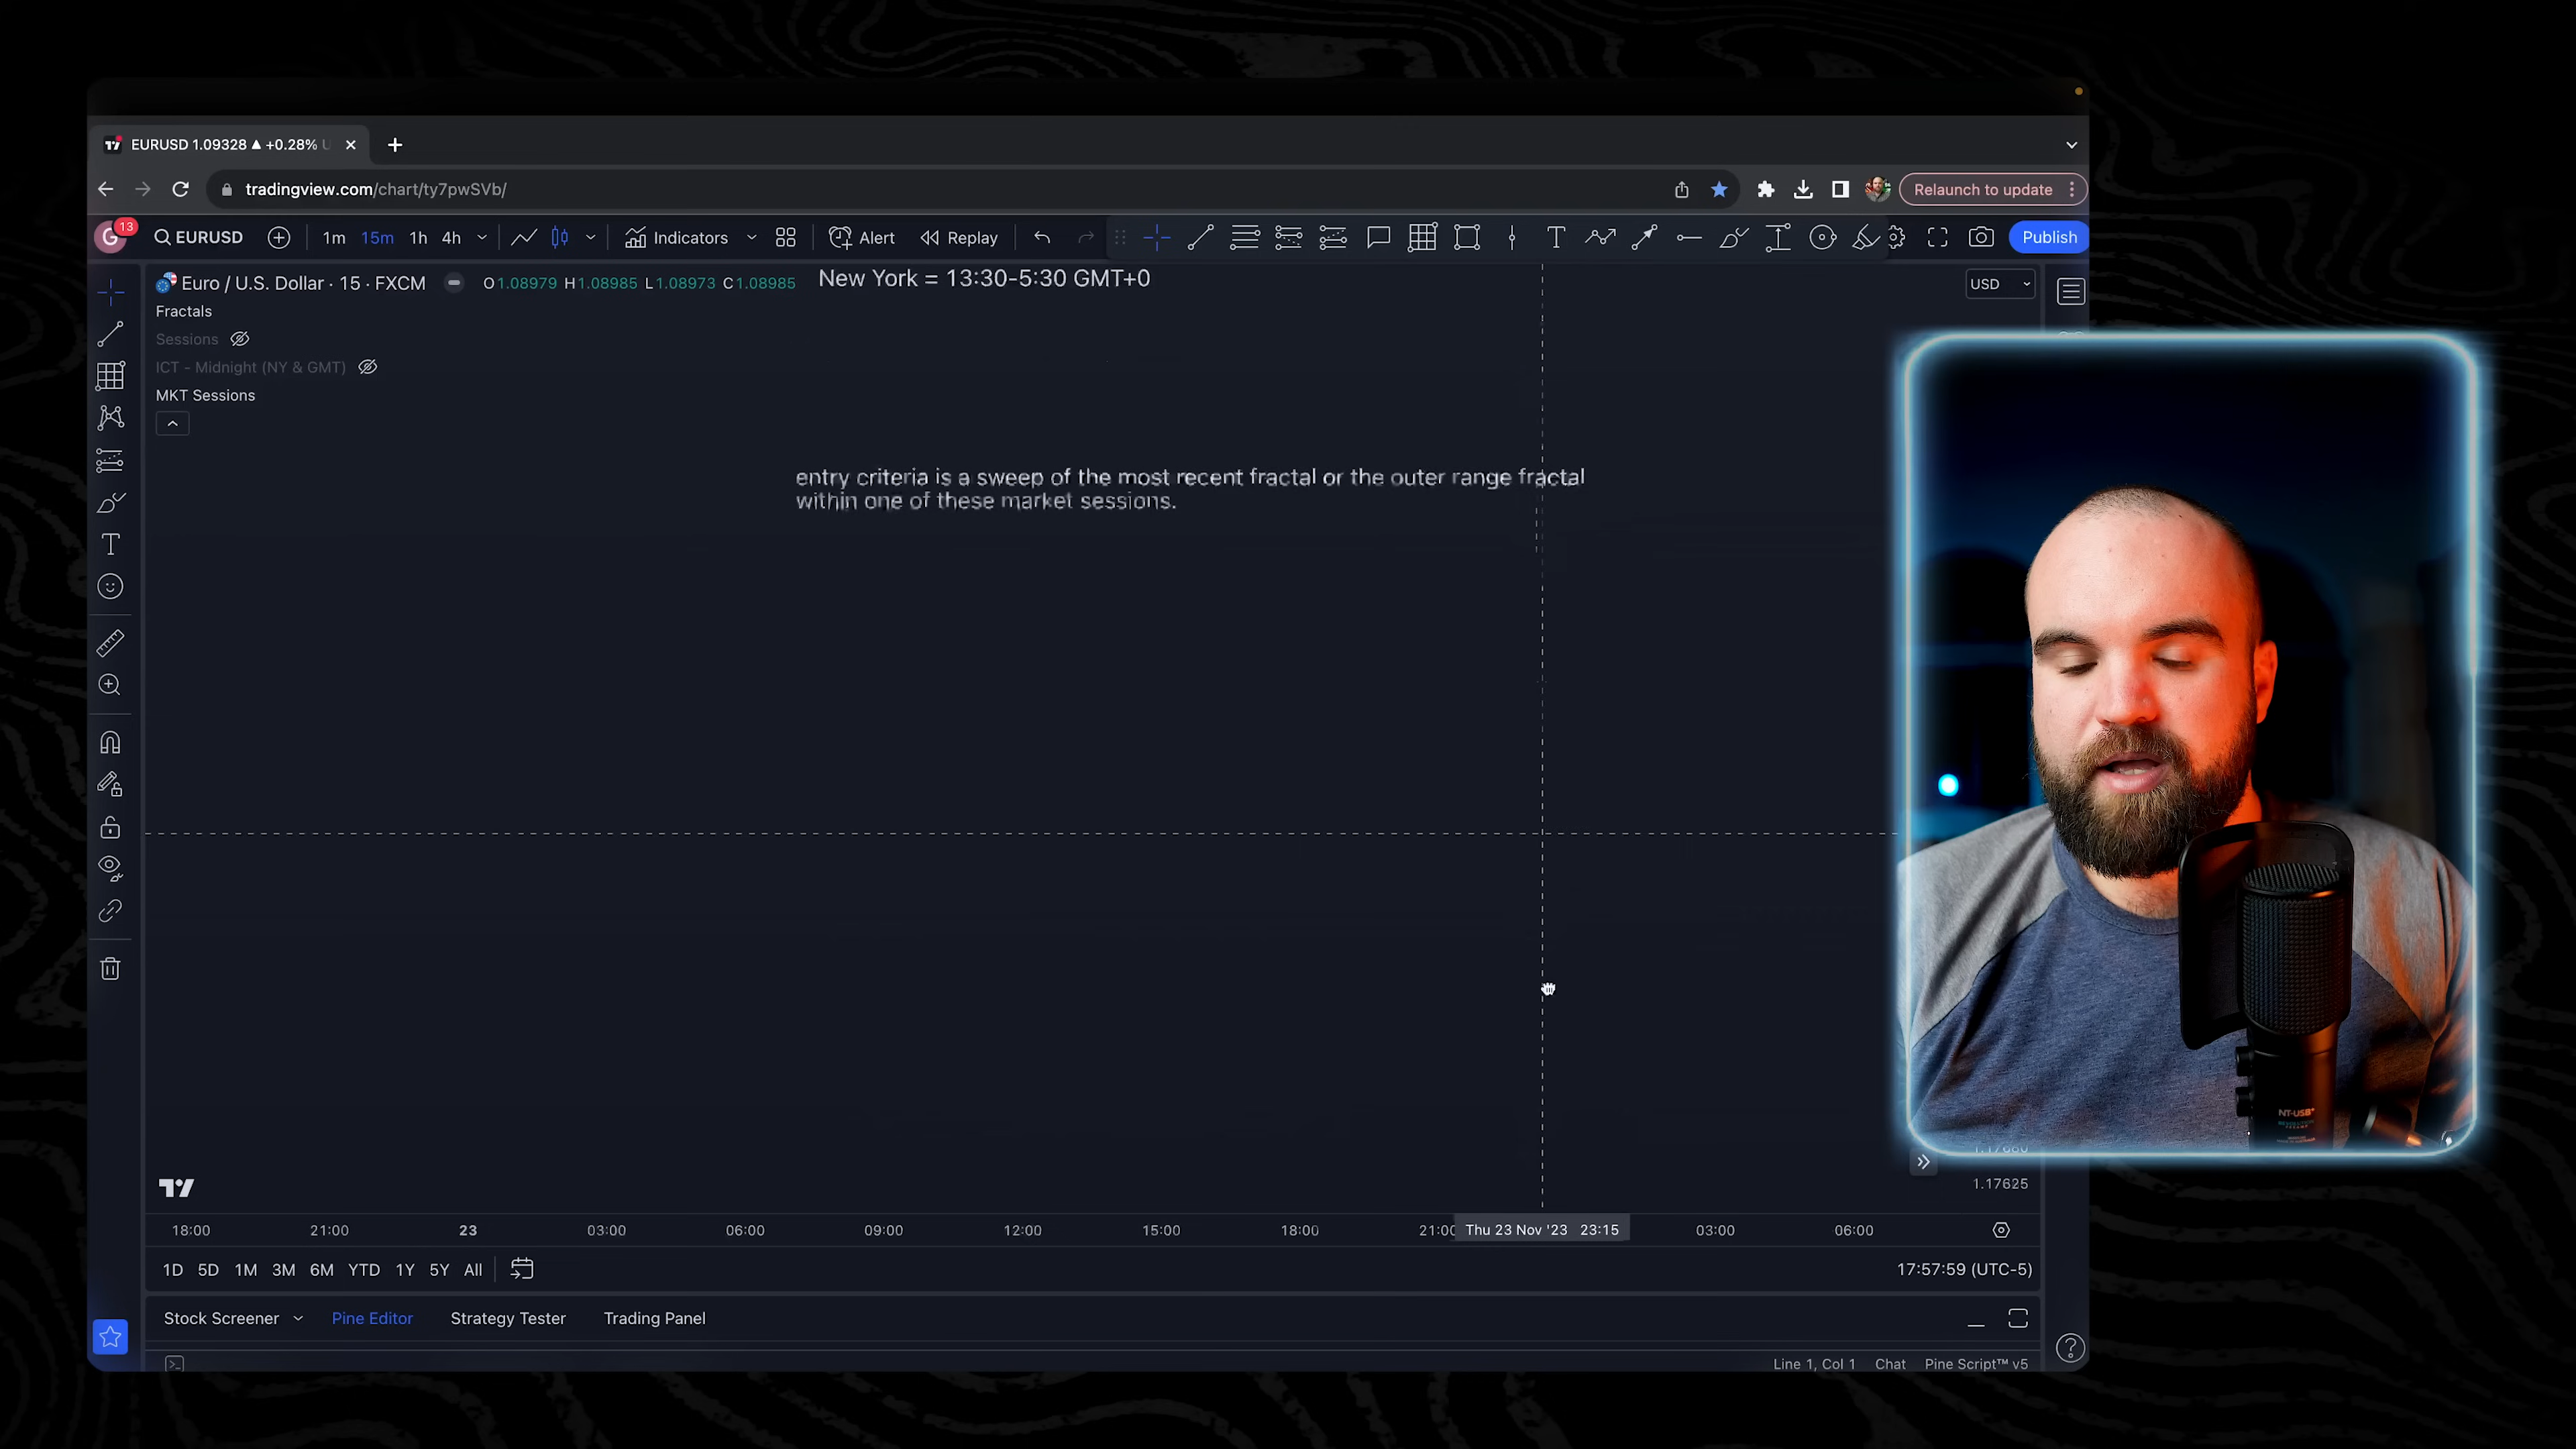 EURUSD 1.09328 ▲ +0.28% U
tradingview.com/chart/ty7pwSVb/
Relaunch to update
G 13 EURUSD 1m 15m 1h 4h Indicators Alert Replay Publish
Euro / U.S. Dollar · 15 · FXCM O1.08979 H1.08985 L1.08973 C1.08985
New York = 13:30-5:30 GMT+0
USD
Fractals
Sessions
ICT - Midnight (NY & GMT)
MKT Sessions
entry criteria is a sweep of the most recent fractal or the outer range fractal
within one of these market sessions.
NT-USB+
1.17625
18:00 21:00 23 03:00 06:00 09:00 12:00 15:00 18:00 21:00 Thu 23 Nov '23 23:15 03:00 06:00
1D 5D 1M 3M 6M YTD 1Y 5Y All 17:57:59 (UTC-5)
Stock Screener Pine Editor Strategy Tester Trading Panel
Line 1, Col 1 Chat Pine Script™ v5